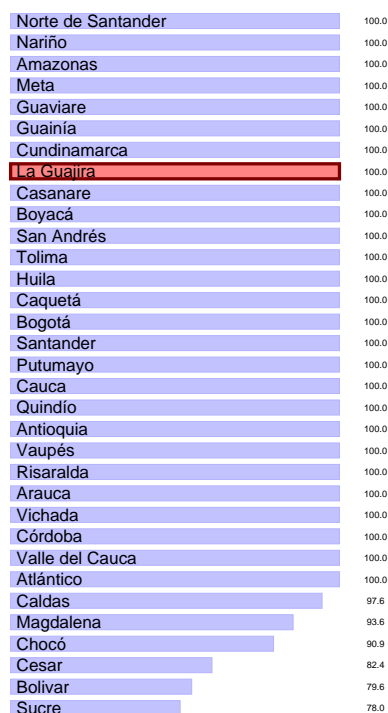 Norte de Santander 100.0
Nariño 100.0
Amazonas 100.0
Meta 100.0
Guaviare 100.0
Guainía 100.0
Cundinamarca 100.0
La Guajira 100.0
Casanare 100.0
Boyacá 100.0
San Andrés 100.0
Tolima 100.0
Huila 100.0
Caquetá 100.0
Bogotá 100.0
Santander 100.0
Putumayo 100.0
Cauca 100.0
Quindío 100.0
Antioquia 100.0
Vaupés 100.0
Risaralda 100.0
Arauca 100.0
Vichada 100.0
Córdoba 100.0
Valle del Cauca 100.0
Atlántico 100.0
Caldas 97.6
Magdalena 93.6
Chocó 90.9
Cesar 82.4
Bolivar 79.6
Sucre 78.0